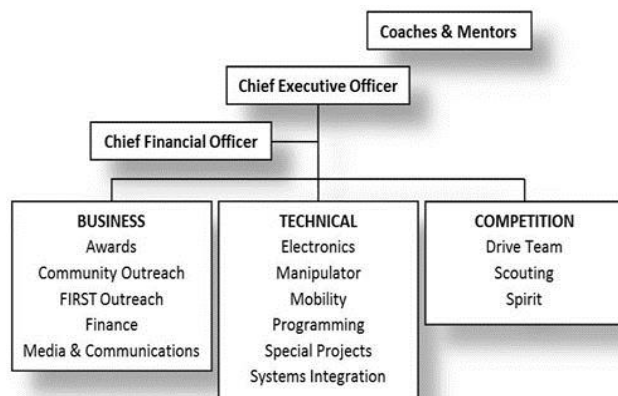 Coaches & Mentors
Chief Executive Officer
Chief Financial Officer
BUSINESS
Awards
Community Outreach
FIRST Outreach
Finance
Media & Communications
TECHNICAL
Electronics
Manipulator
Mobility
Programming
Special Projects
Systems Integration
COMPETITION
Drive Team
Scouting
Spirit